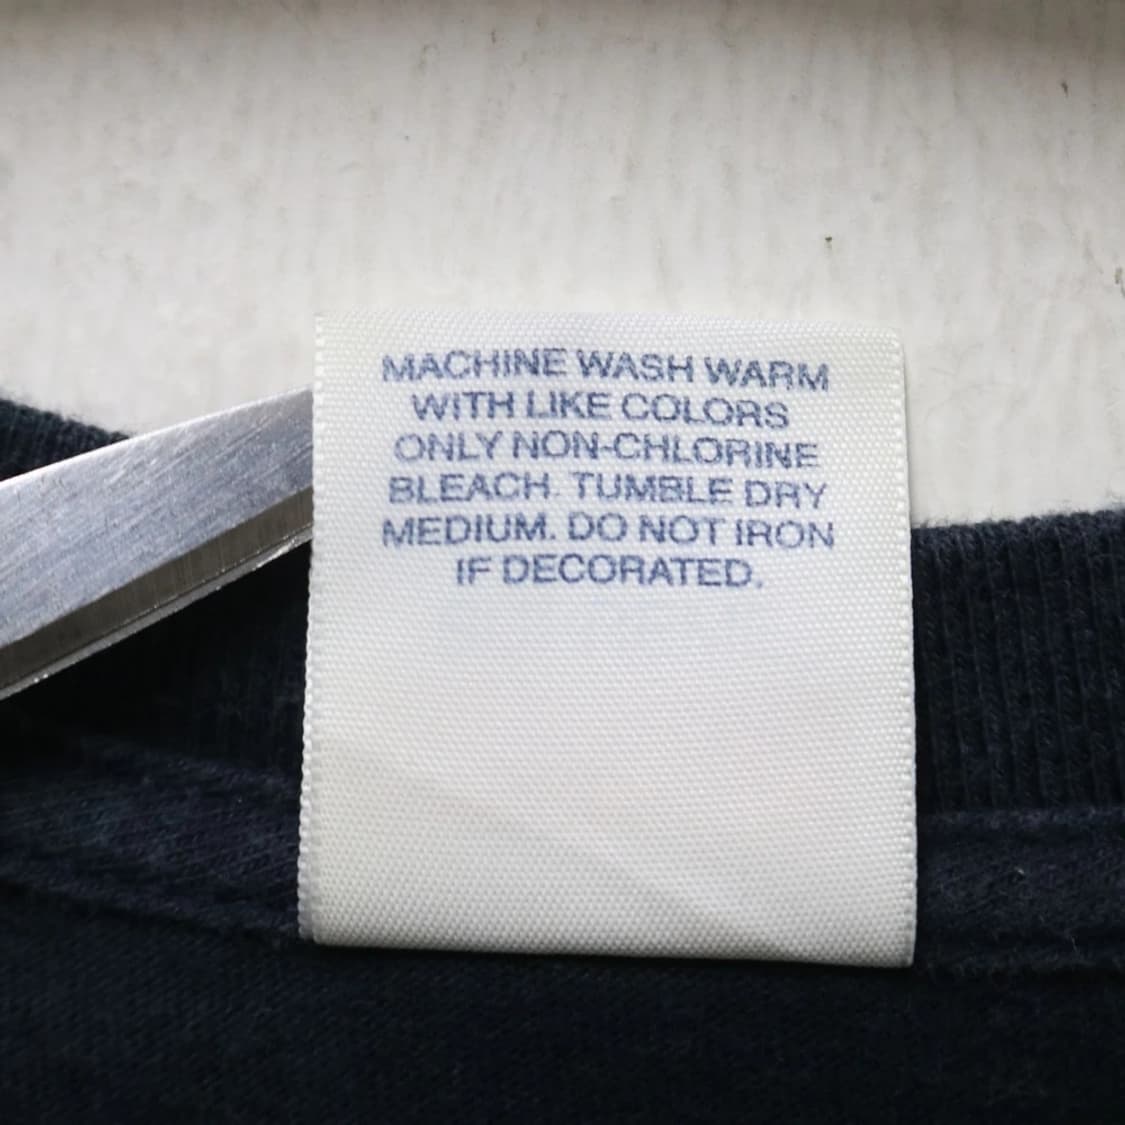 MACHINE WASH WARM
WITH LIKE COLORS
ONLY NON-CHLORINE
BLEACH. TUMBLE DRY
MEDIUM. DO NOT IRON
IF DECORATED.